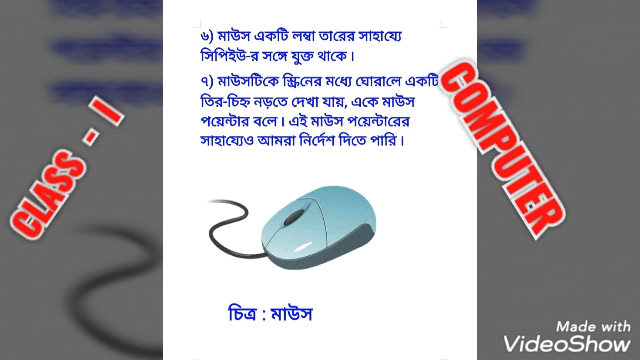 ৬) মাউস একটি লম্বা তারের সাহায্যে
সিপিইউ-র সঙ্গে যুক্ত থাকে ।
৭) মাউসটিকে স্ক্রিনের মধ্যে ঘোরালে একটি
তির-চিহ্ন নড়তে দেখা যায়, একে মাউস
পয়েন্টার বলে । এই মাউস পয়েন্টারের
সাহায্যেও আমরা নির্দেশ দিতে পারি ।
CLASS - I
COMPUTER
চিত্র : মাউস
Made with
VideoShow